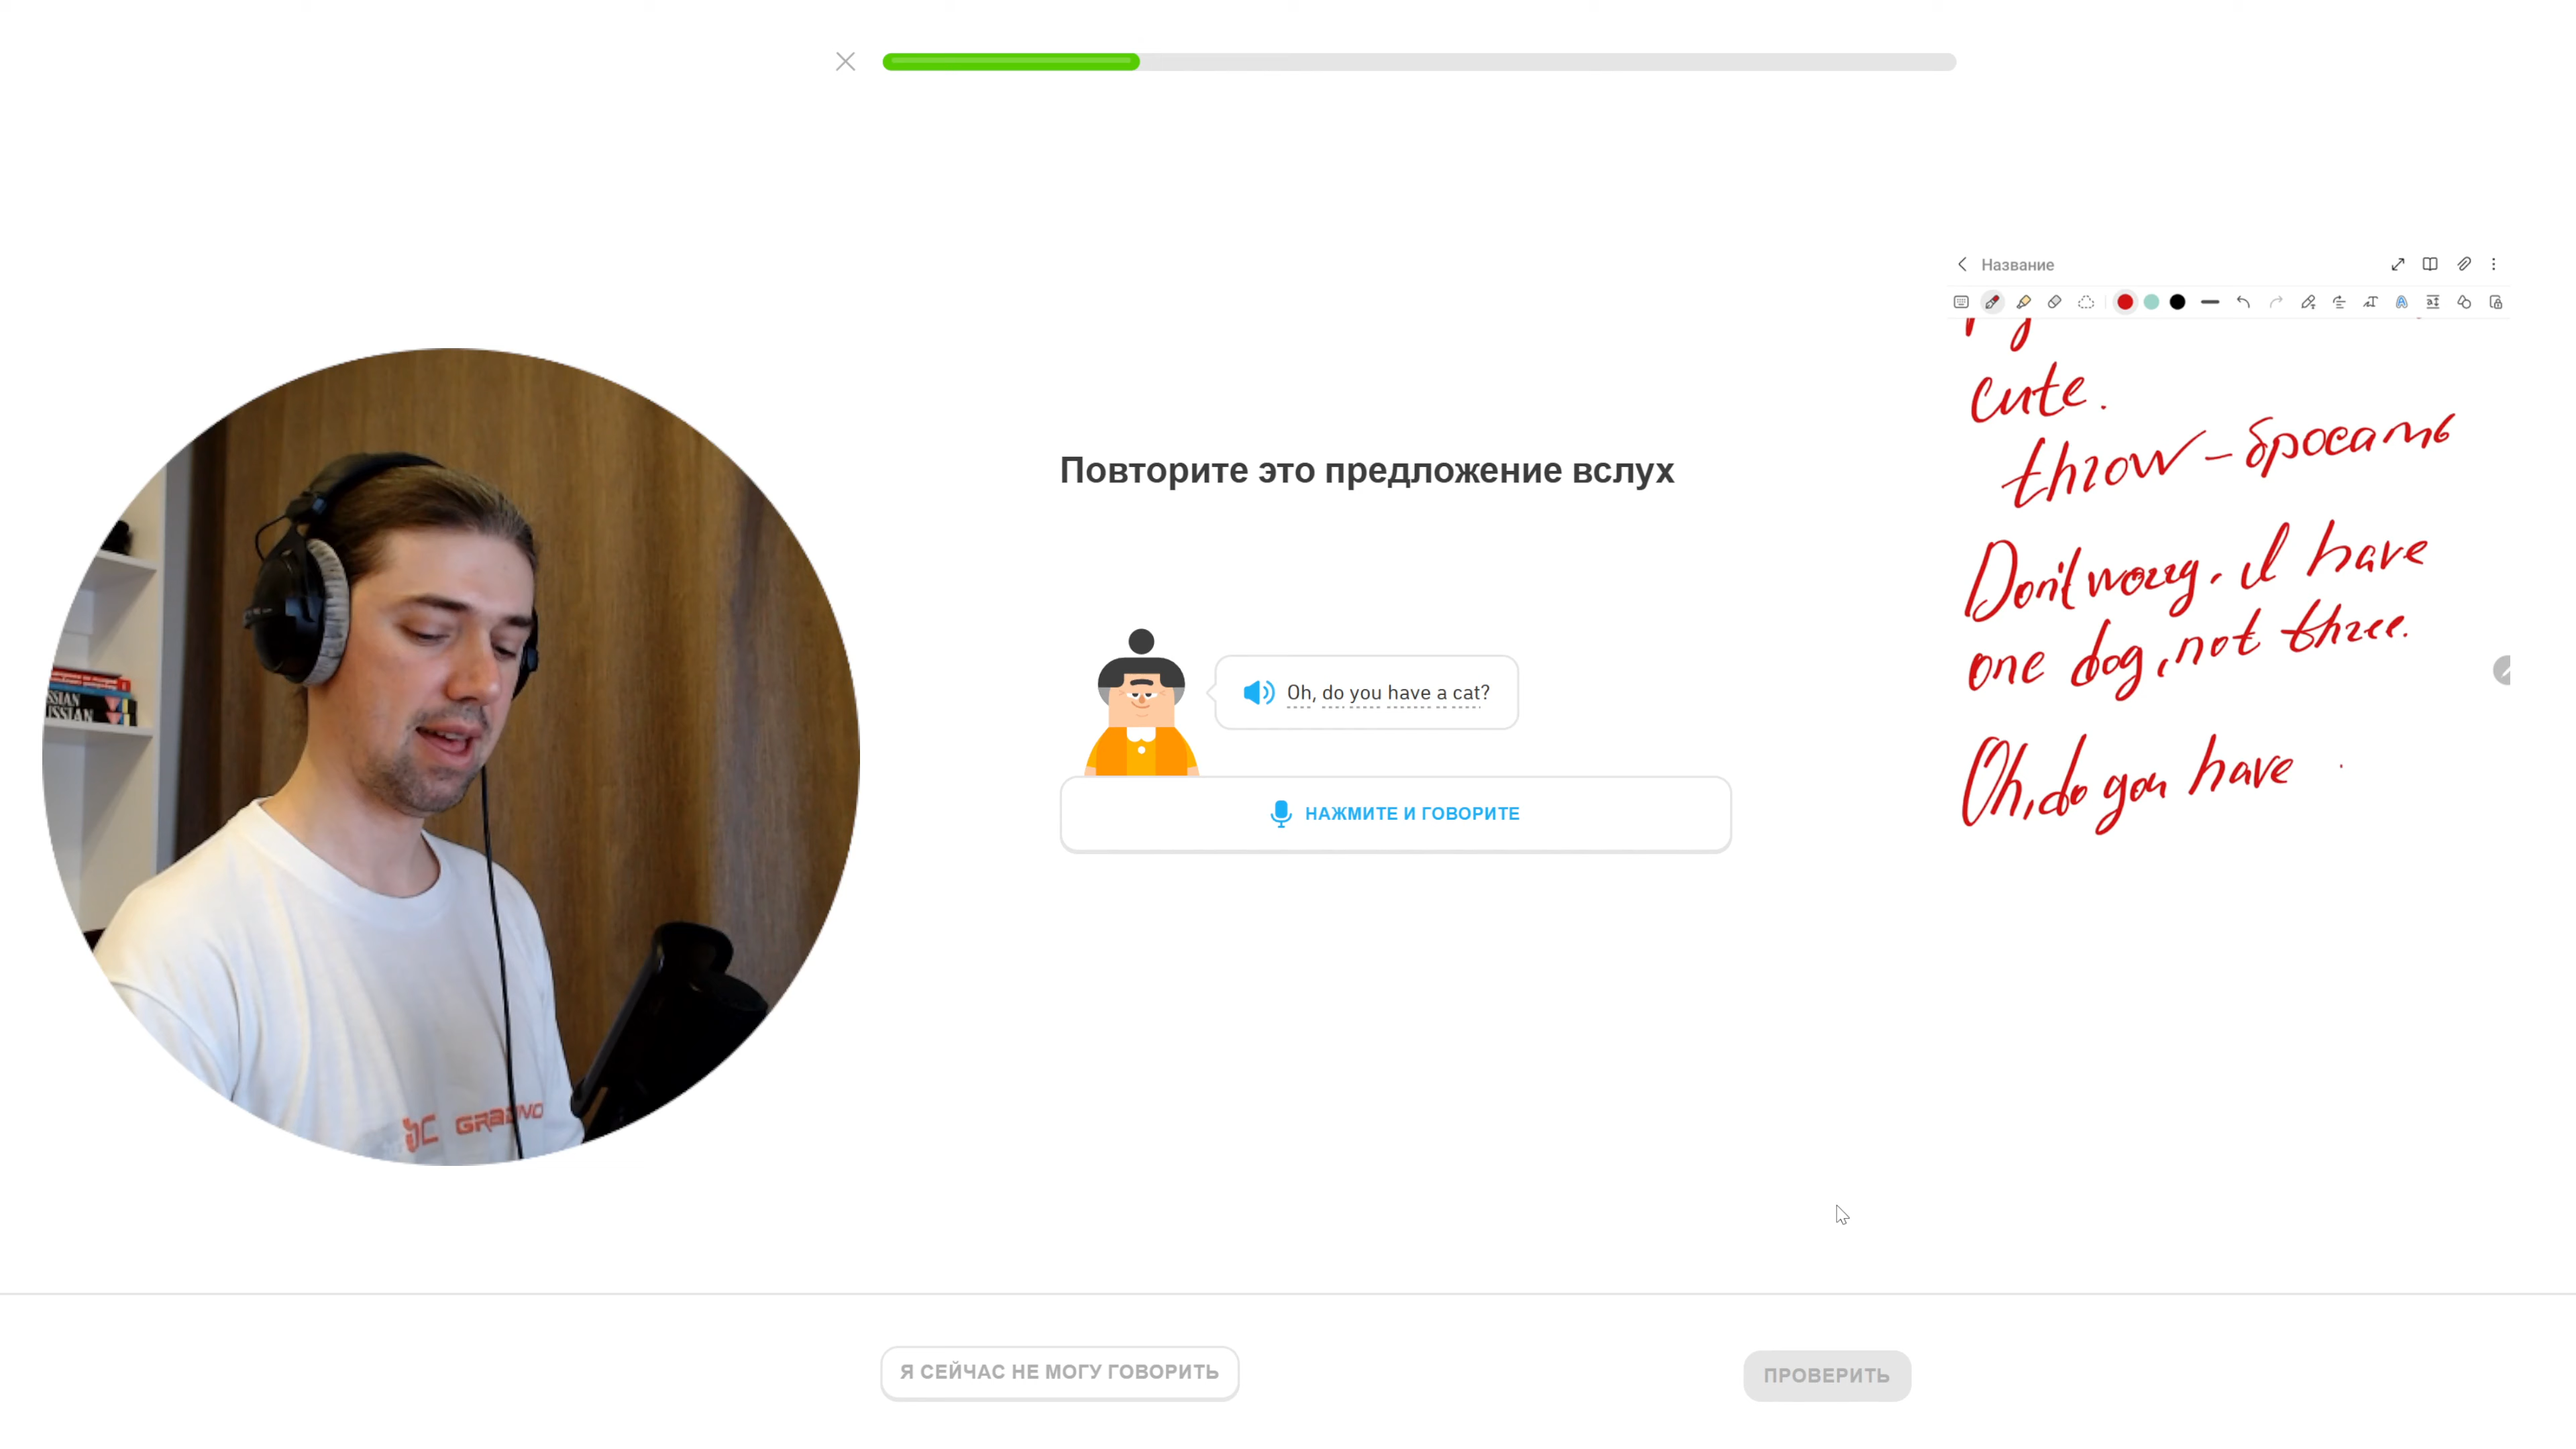 Название
cute.
throw - бросать
Don't worry. I have
one dog, not three.
Oh, do you have
Повторите это предложение вслух
Oh, do you have a cat?
НАЖМИТЕ И ГОВОРИТЕ
Я СЕЙЧАС НЕ МОГУ ГОВОРИТЬ
ПРОВЕРИТЬ